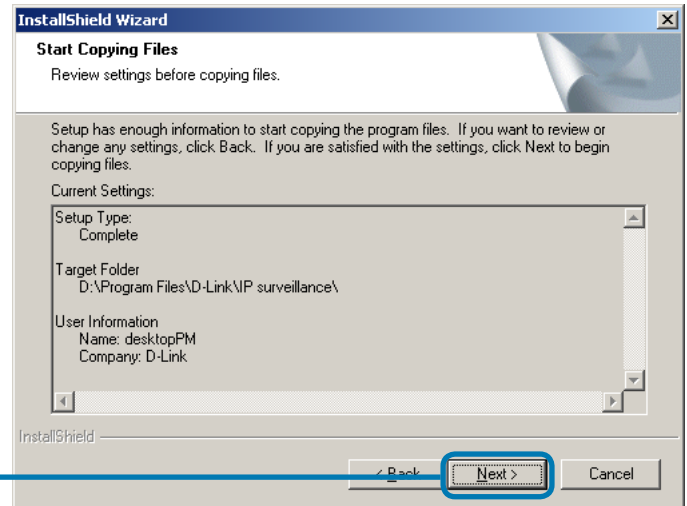 InstallShield Wizard
Start Copying Files
Review settings before copying files.
Setup has enough information to start copying the program files. If you want to review or
change any settings, click Back. If you are satisfied with the settings, click Next to begin
copying files.
Current Settings:
Setup Type:
Complete
Target Folder
D:\Program Files\D-Link\IP surveillance\
User Information
Name: desktopPM
Company: D-Link
InstallShield
< Back Next > Cancel